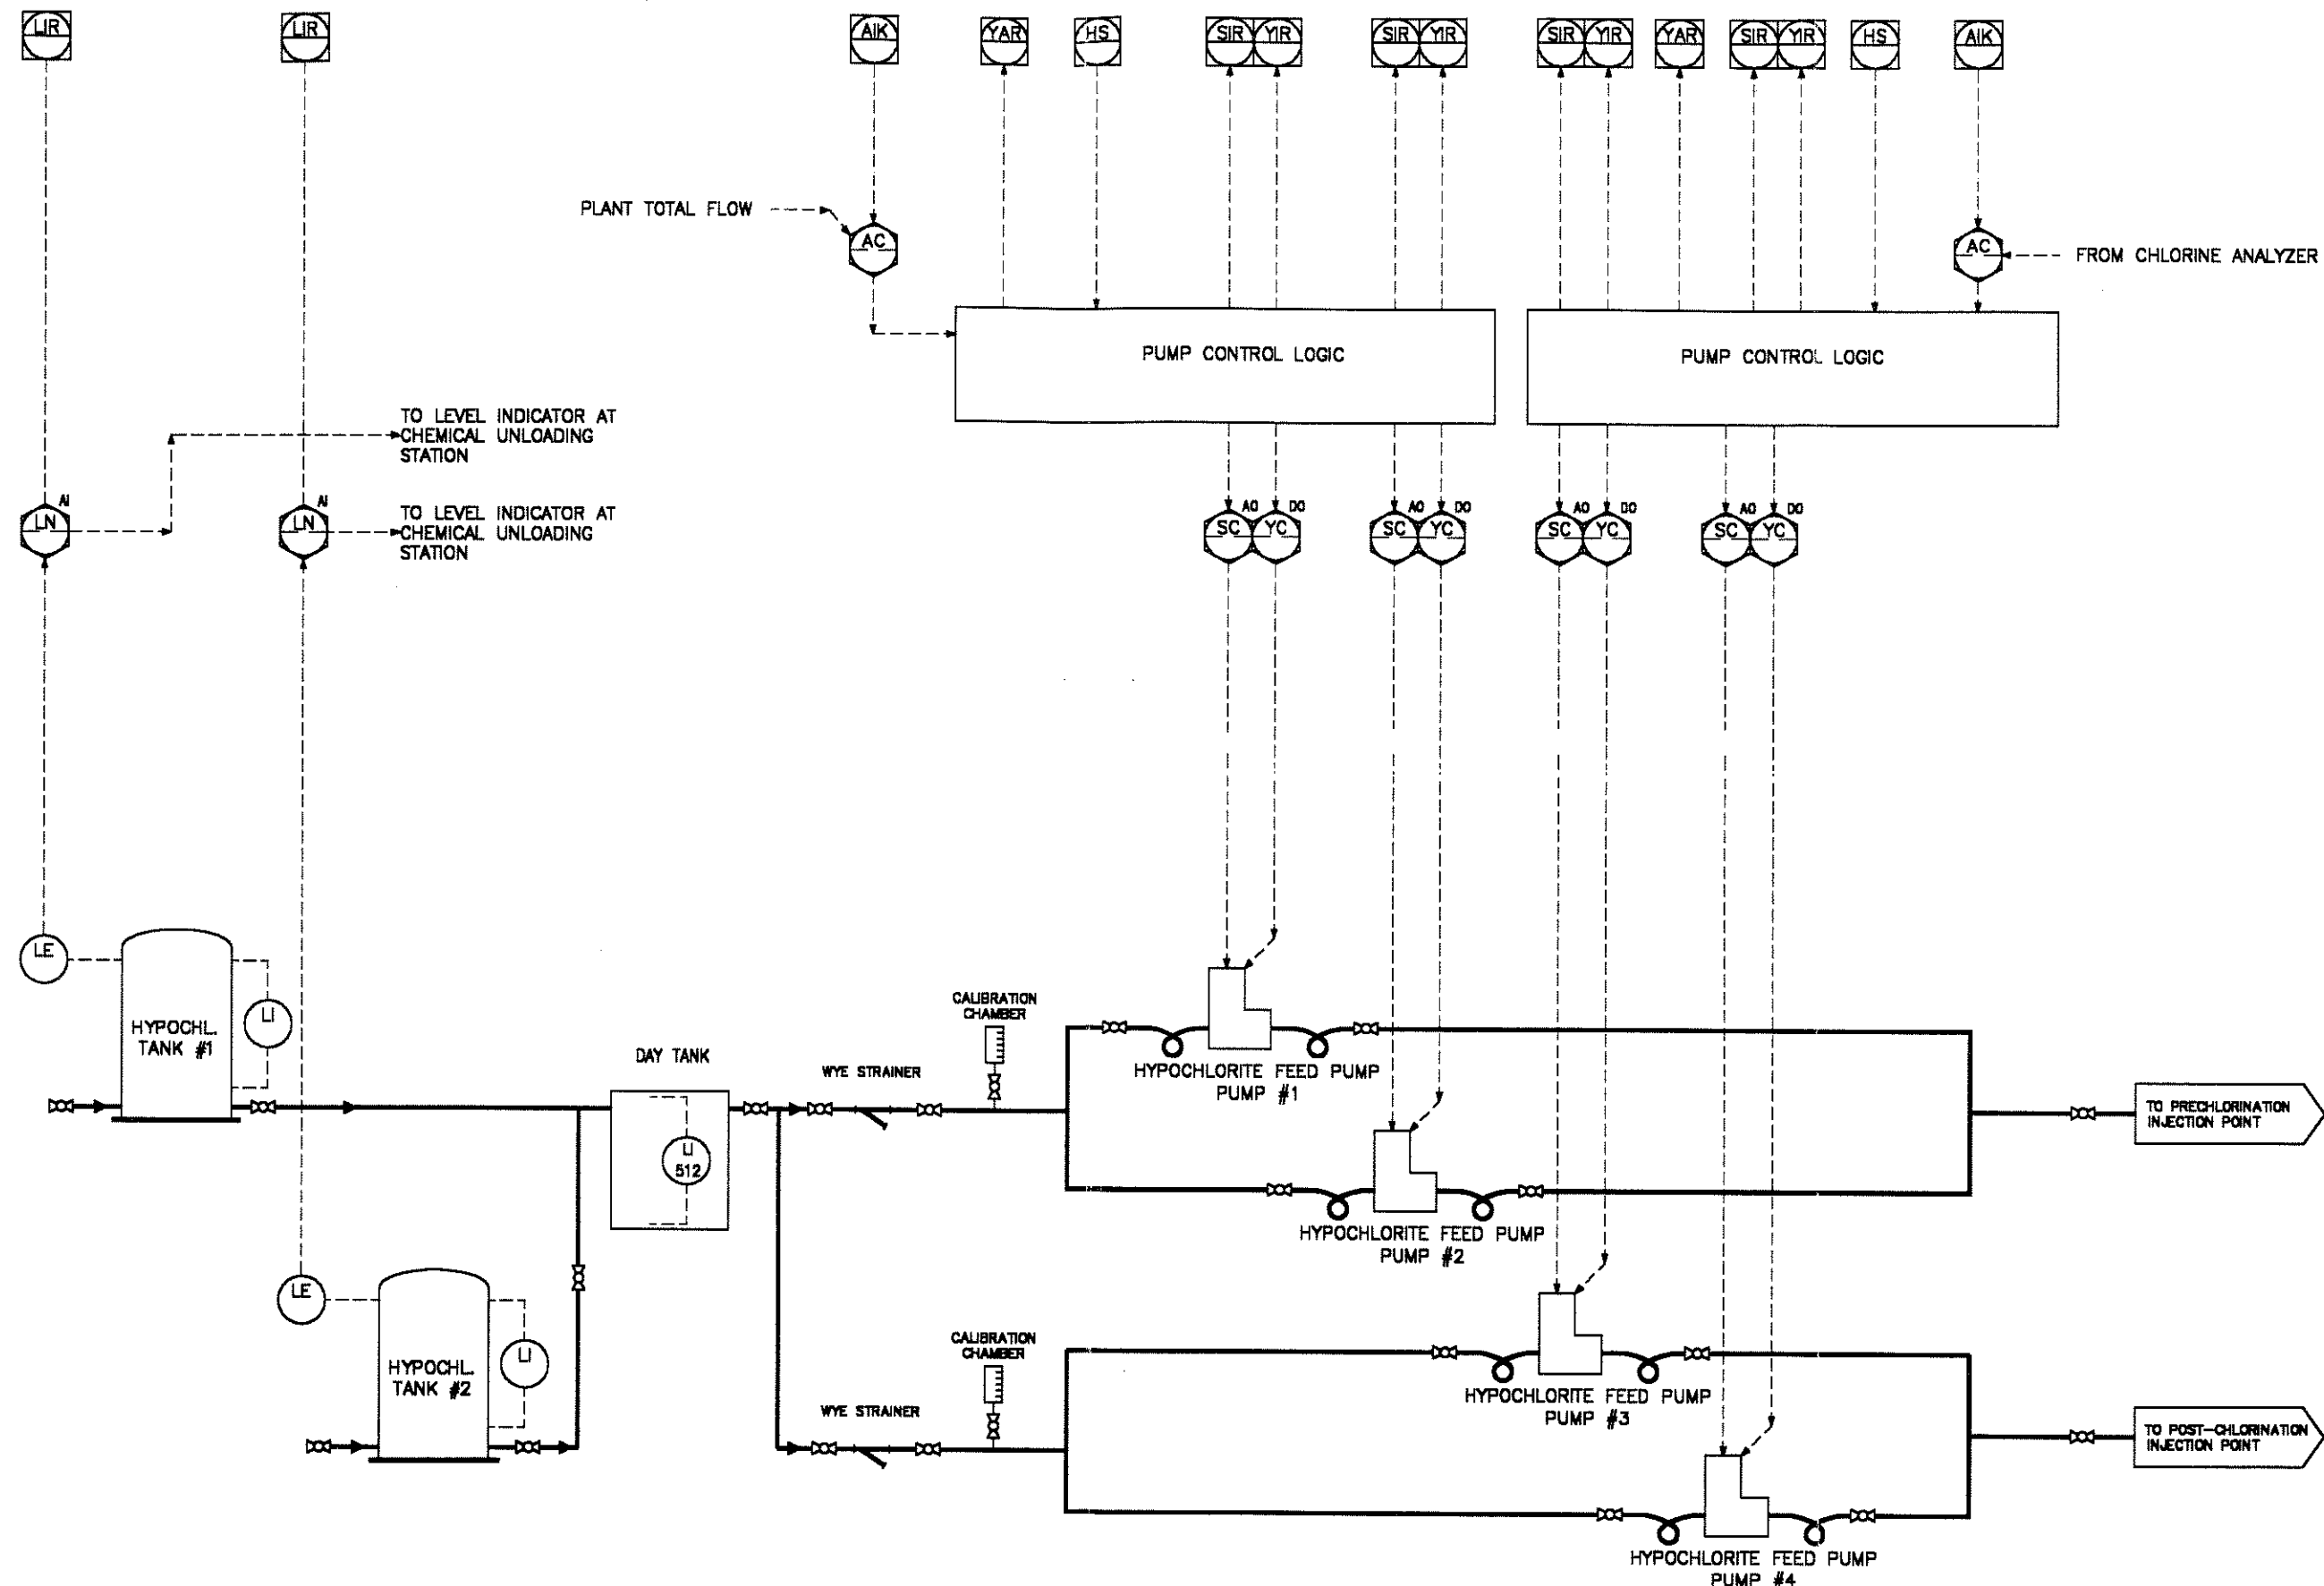 LIR
LIR
AIK
YAR
HS
SIR
YIR
SIR
YIR
SIR
YIR
YAR
SIR
YIR
HS
AIK
PLANT TOTAL FLOW
AC
AC
FROM CHLORINE ANALYZER
PUMP CONTROL LOGIC
PUMP CONTROL LOGIC
TO LEVEL INDICATOR AT
CHEMICAL UNLOADING
STATION
AI
LN
AI
LN
TO LEVEL INDICATOR AT
CHEMICAL UNLOADING
STATION
AO
DO
SC
YC
AO
DO
SC
YC
AO
DO
SC
YC
AO
DO
SC
YC
LE
HYPOCHL.
TANK #1
LI
DAY TANK
LI
512
WYE STRAINER
CALIBRATION
CHAMBER
HYPOCHLORITE FEED PUMP
PUMP #1
TO PRECHLORINATION
INJECTION POINT
HYPOCHLORITE FEED PUMP
PUMP #2
LE
HYPOCHL.
TANK #2
LI
WYE STRAINER
CALIBRATION
CHAMBER
HYPOCHLORITE FEED PUMP
PUMP #3
TO POST-CHLORINATION
INJECTION POINT
HYPOCHLORITE FEED PUMP
PUMP #4